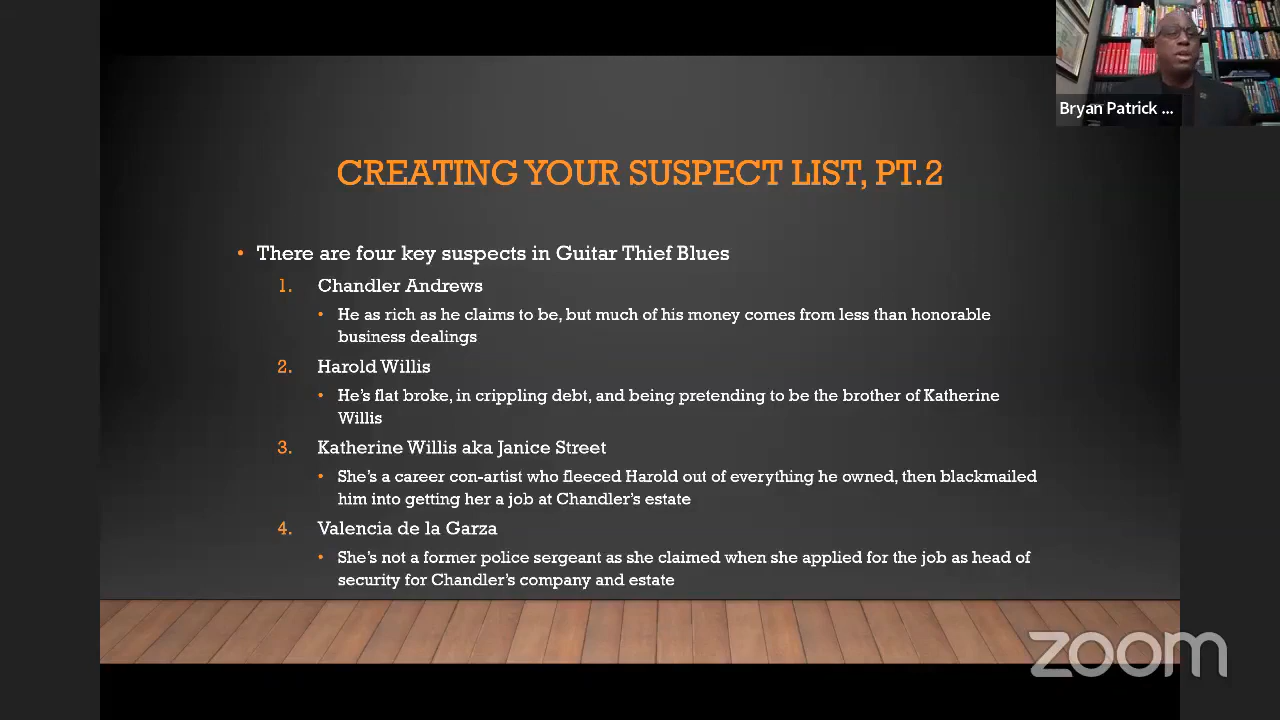 Bryan Patrick ...
CREATING YOUR SUSPECT LIST, PT.2
• There are four key suspects in Guitar Thief Blues
1. Chandler Andrews
• He as rich as he claims to be, but much of his money comes from less than honorable
business dealings
2. Harold Willis
• He's flat broke, in crippling debt, and being pretending to be the brother of Katherine
Willis
3. Katherine Willis aka Janice Street
• She's a career con-artist who fleeced Harold out of everything he owned, then blackmailed
him into getting her a job at Chandler's estate
4. Valencia de la Garza
• She's not a former police sergeant as she claimed when she applied for the job as head of
security for Chandler's company and estate
zoom